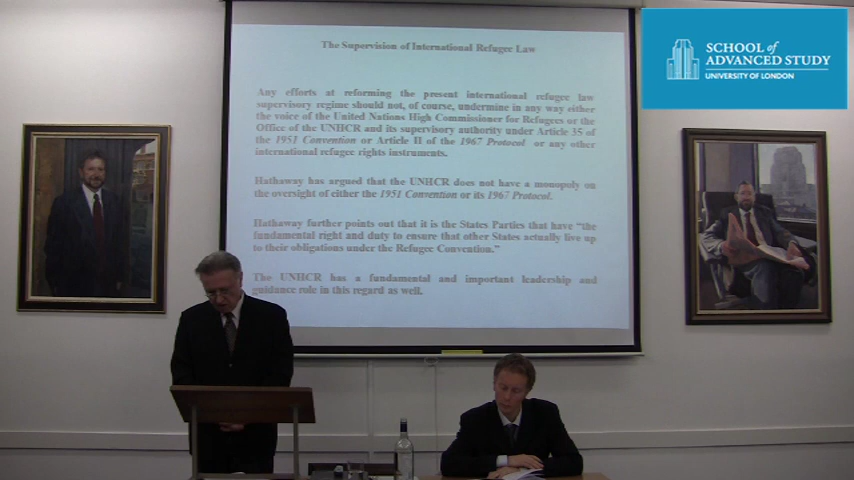 The Supervision of International Refugee Law
Any efforts at reforming the present international refugee law
supervisory regime should not, of course, undermine in any way either
the voice of the United Nations High Commissioner for Refugees or the
Office of the UNHCR and its supervisory authority under Article 35 of
the 1951 Convention or Article II of the 1967 Protocol or any other
international refugee rights instruments.
Hathaway has argued that the UNHCR does not have a monopoly on
the oversight of either the 1951 Convention or its 1967 Protocol.
Hathaway further points out that it is the States Parties that have “the
fundamental right and duty to ensure that other States actually live up
to their obligations under the Refugee Convention.”
The UNHCR has a fundamental and important leadership and
guidance role in this regard as well.
SCHOOL of
ADVANCED STUDY
UNIVERSITY OF LONDON